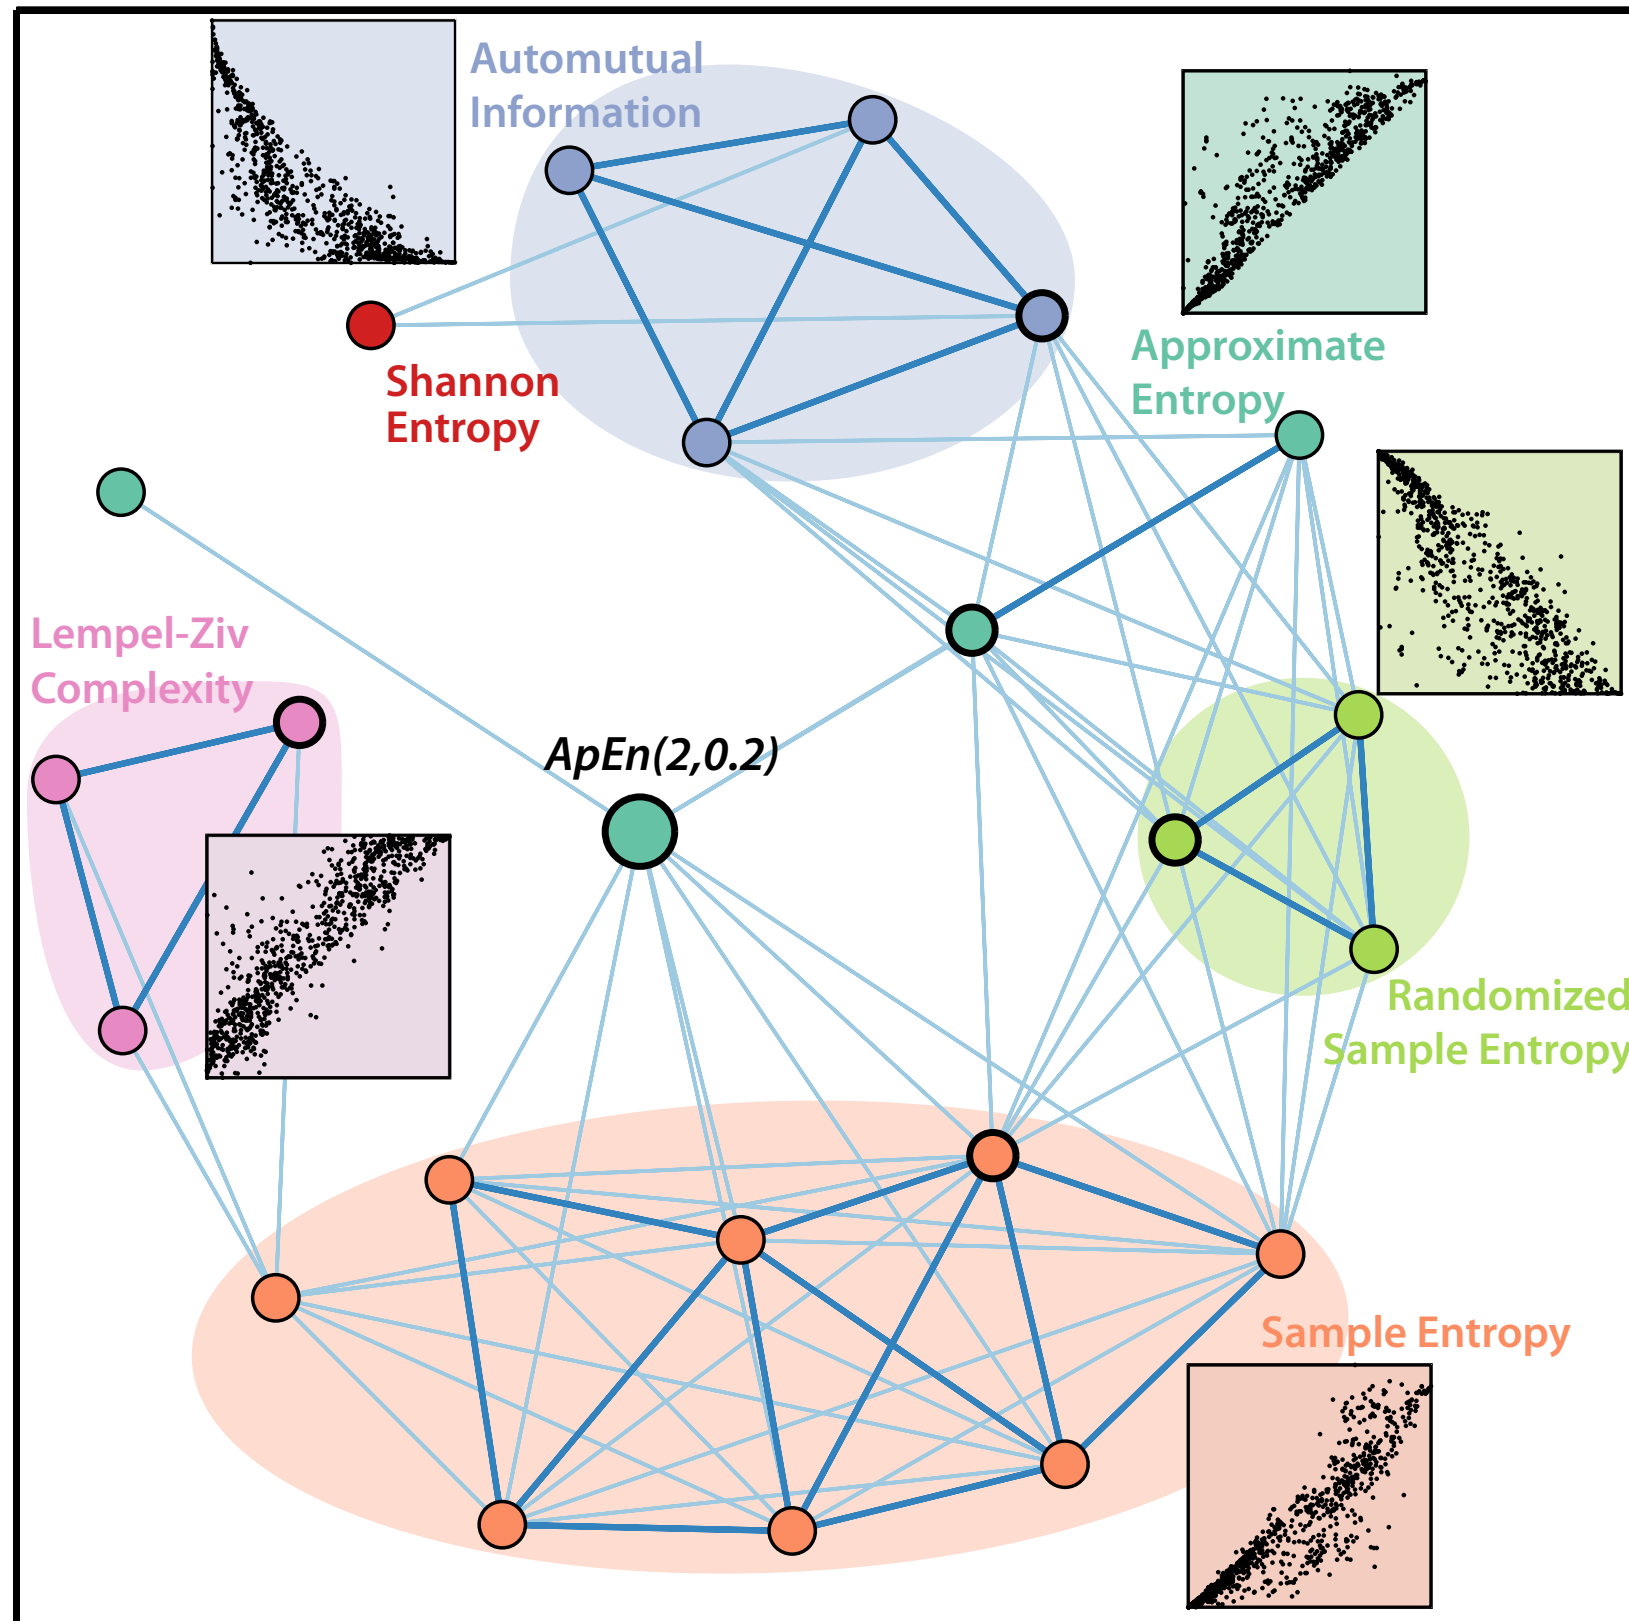 Automutual
Information
Approximate
Entropy
Shannon
Entropy
Lempel-Ziv
Complexity
ApEn(2,0.2)
Randomized
Sample Entropy
Sample Entropy